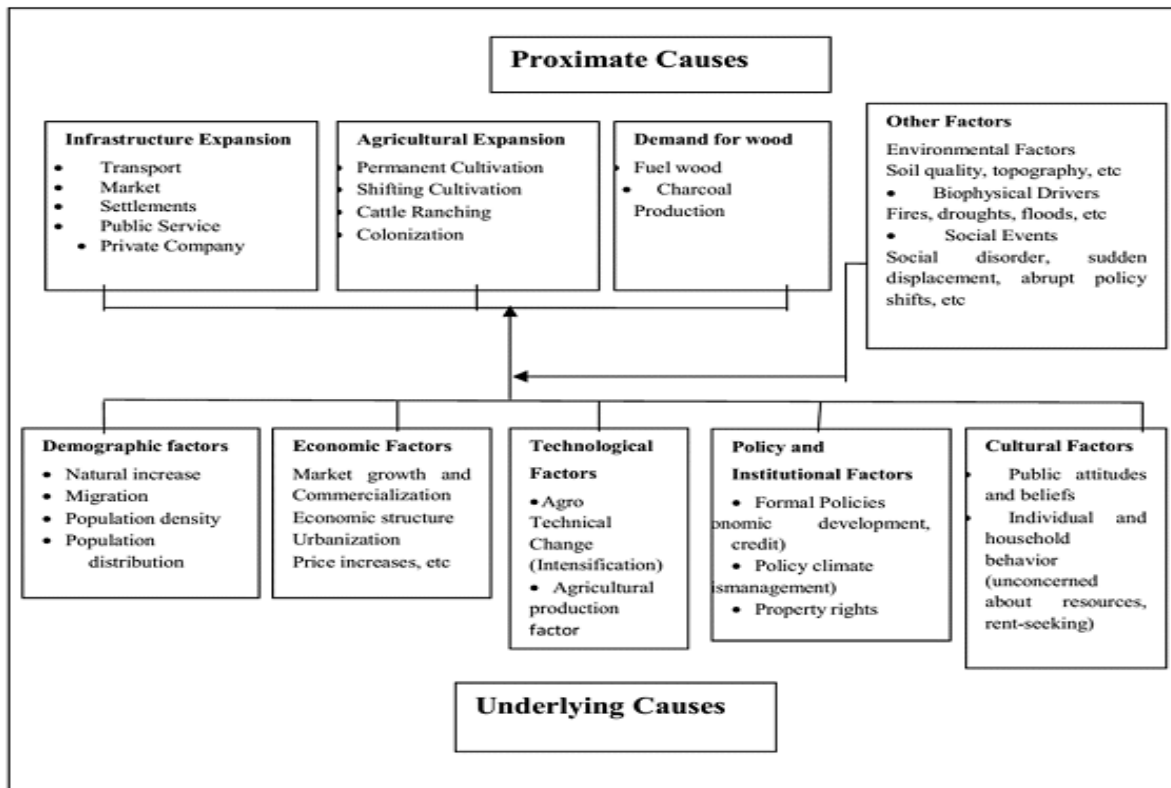 Proximate Causes
Infrastructure Expansion
• Transport
• Market
• Settlements
• Public Service
• Private Company
Agricultural Expansion
• Permanent Cultivation
• Shifting Cultivation
• Cattle Ranching
• Colonization
Demand for wood
• Fuel wood
• Charcoal
Production
Other Factors
Environmental Factors
Soil quality, topography, etc
• Biophysical Drivers
Fires, droughts, floods, etc
• Social Events
Social disorder, sudden
displacement, abrupt policy
shifts, etc
Demographic factors
• Natural increase
• Migration
• Population density
• Population
distribution
Economic Factors
Market growth and
Commercialization
Economic structure
Urbanization
Price increases, etc
Technological
Factors
•Agro
Technical
Change
(Intensification)
• Agricultural
production
factor
Policy and
Institutional Factors
• Formal Policies
onomic development,
credit)
• Policy climate
ismanagement)
• Property rights
Cultural Factors
• Public attitudes
and beliefs
• Individual and
household
behavior
(unconcerned
about resources,
rent-seeking)
Underlying Causes